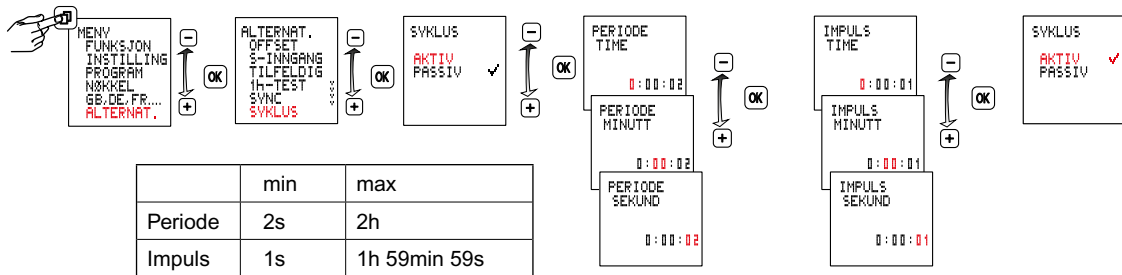 MENY
FUNKSJON
INSTILLING
PROGRAM
NØKKEL
GB,DE,FR....
ALTERNAT.
−
+
OK
ALTERNAT.
OFFSET
S-INNGANG
TILFELDIG
1h-TEST
SYNC
SYKLUS
−
+
OK
SYKLUS
AKTIV
PASSIV ✓
−
+
OK
PERIODE
TIME
0:00:02
PERIODE
MINUTT
0:00:02
PERIODE
SEKUND
0:00:02
−
+
OK
IMPULS
TIME
0:00:01
IMPULS
MINUTT
0:00:01
IMPULS
SEKUND
0:00:01
−
+
OK
SYKLUS
AKTIV ✓
PASSIV
min max
Periode 2s 2h
Impuls 1s 1h 59min 59s